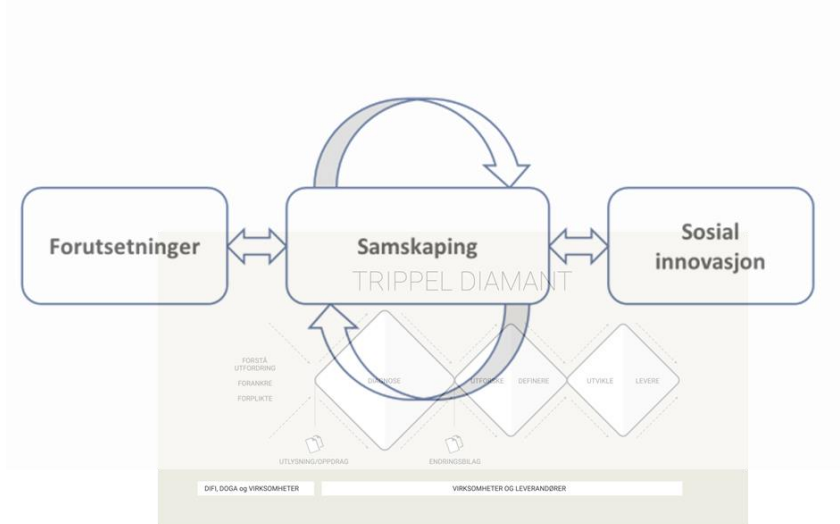 Forutsetninger
Samskaping
Sosial
innovasjon
TRIPPEL DIAMANT
FORSTÅ
UTFORDRING
FORANKRE
FORPLIKTE
DIAGNOSE
UTFORSKE
DEFINERE
UTVIKLE
LEVERE
UTLYSNING/OPPDRAG
ENDRINGSBILAG
DIFI, DOGA og VIRKSOMHETER
VIRKSOMHETER OG LEVERANDØRER